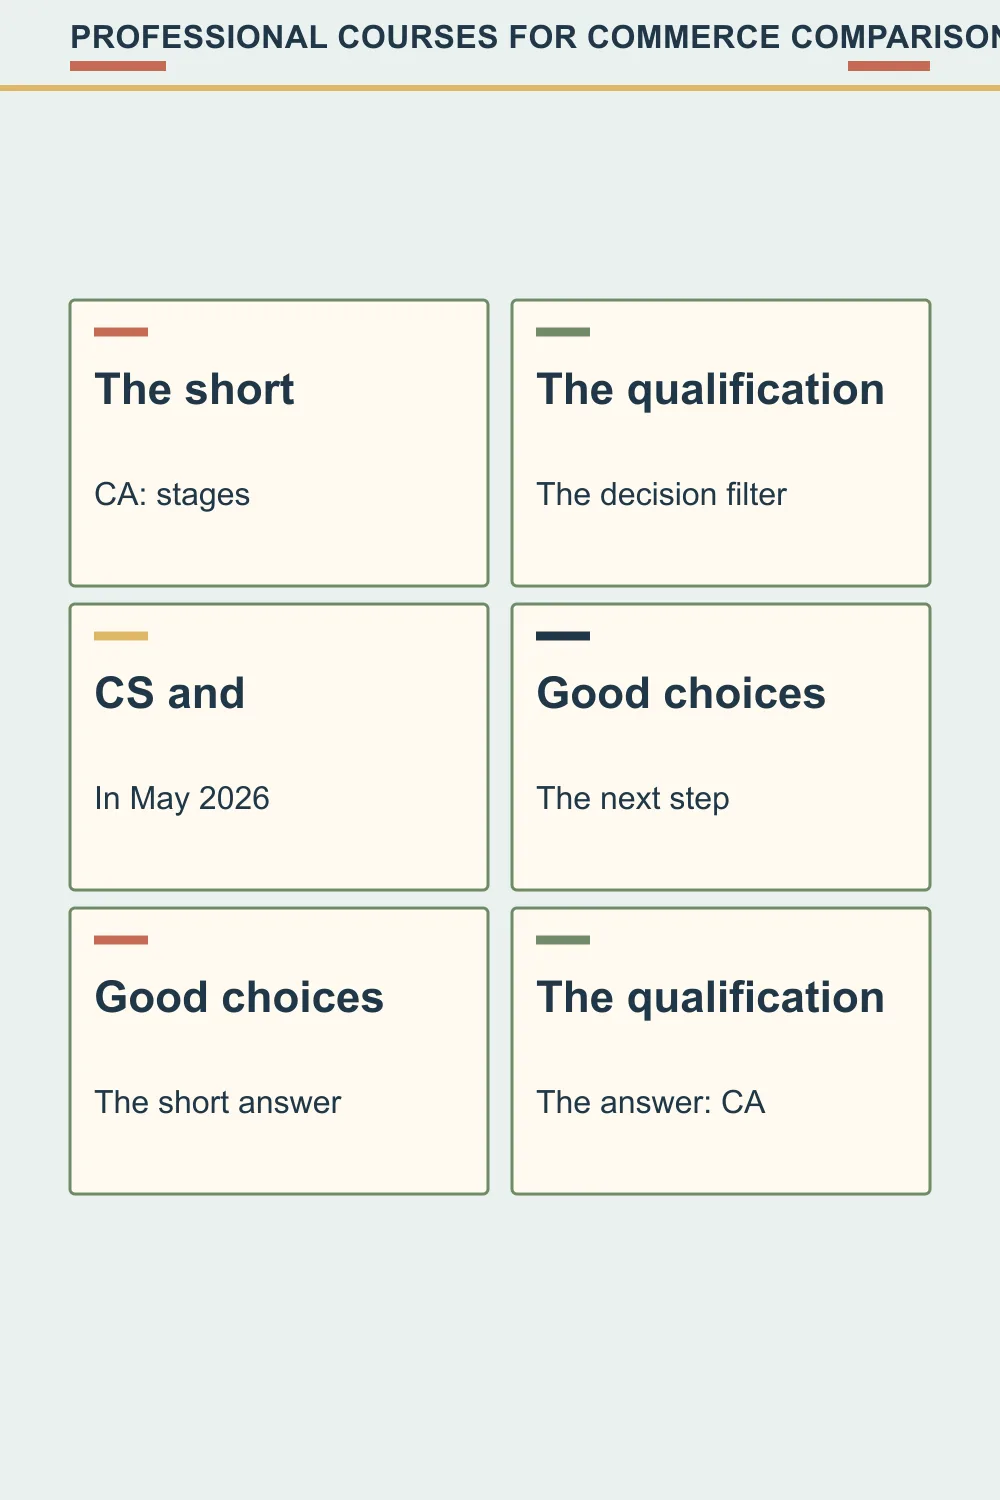 PROFESSIONAL COURSES FOR COMMERCE COMPARISON
The short
CA: stages
The qualification
The decision filter
CS and
In May 2026
Good choices
The next step
Good choices
The short answer
The qualification
The answer: CA